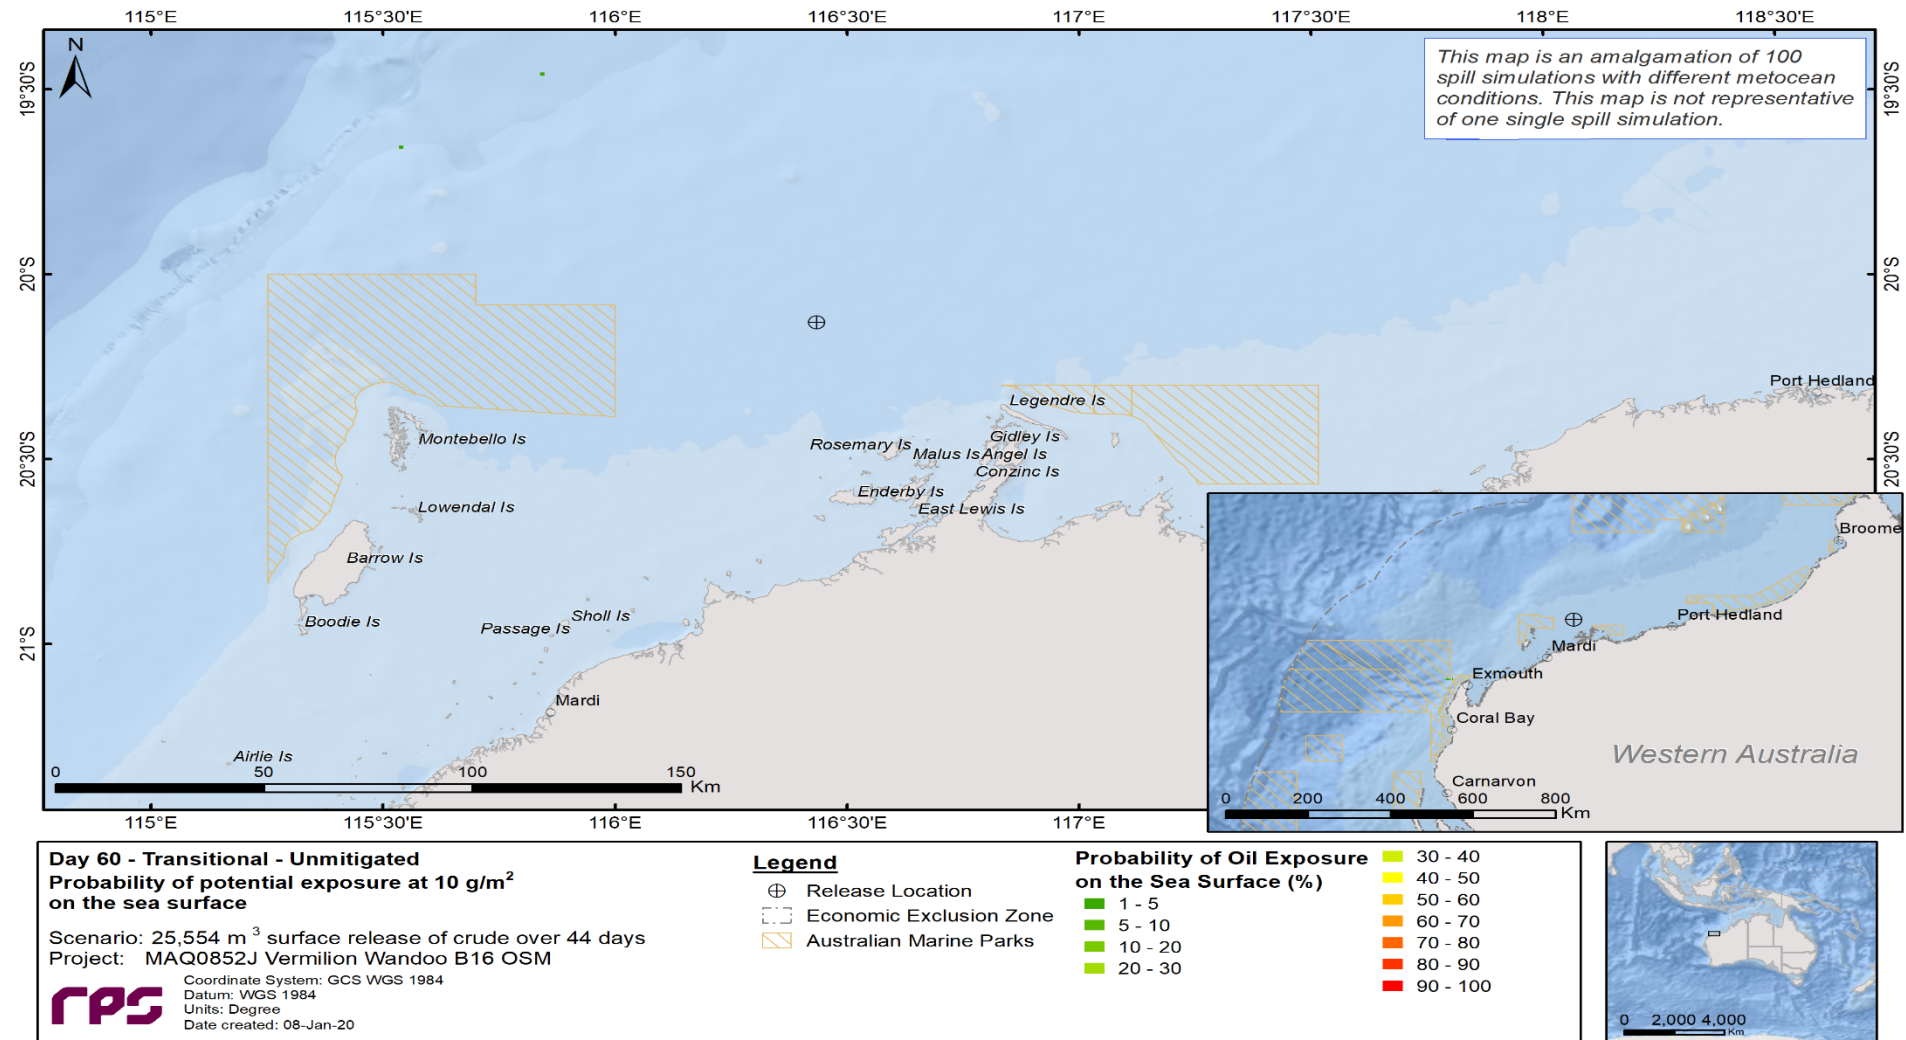 115°E 115°30'E 116°E 116°30'E 117°E 117°30'E 118°E 118°30'E
N
This map is an amalgamation of 100
spill simulations with different metocean
conditions. This map is not representative
of one single spill simulation.
19°30'S 19°30'S
20°S 20°S
20°30'S 20°30'S
21°S
Port Hedland
Legendre Is
Montebello Is
Rosemary Is
Gidley Is
Malus Is Angel Is
Conzinc Is
Enderby Is
Lowendal Is
East Lewis Is
Barrow Is
Boodie Is
Passage Is
Sholl Is
Mardi
Airlie Is
0 50 100 150 Km
115°E 115°30'E 116°E 116°30'E 117°E
Broome
Port Hedland
Mardi
Exmouth
Coral Bay
Western Australia
Carnarvon
0 200 400 600 800 Km
Day 60 - Transitional - Unmitigated
Probability of potential exposure at 10 g/m²
on the sea surface
Scenario: 25,554 m ³ surface release of crude over 44 days
Project: MAQ0852J Vermilion Wandoo B16 OSM
rps
Coordinate System: GCS WGS 1984
Datum: WGS 1984
Units: Degree
Date created: 08-Jan-20
Legend
Release Location
Economic Exclusion Zone
Australian Marine Parks
Probability of Oil Exposure
on the Sea Surface (%)
1 - 5
5 - 10
10 - 20
20 - 30
30 - 40
40 - 50
50 - 60
60 - 70
70 - 80
80 - 90
90 - 100
0 2,000 4,000
Km